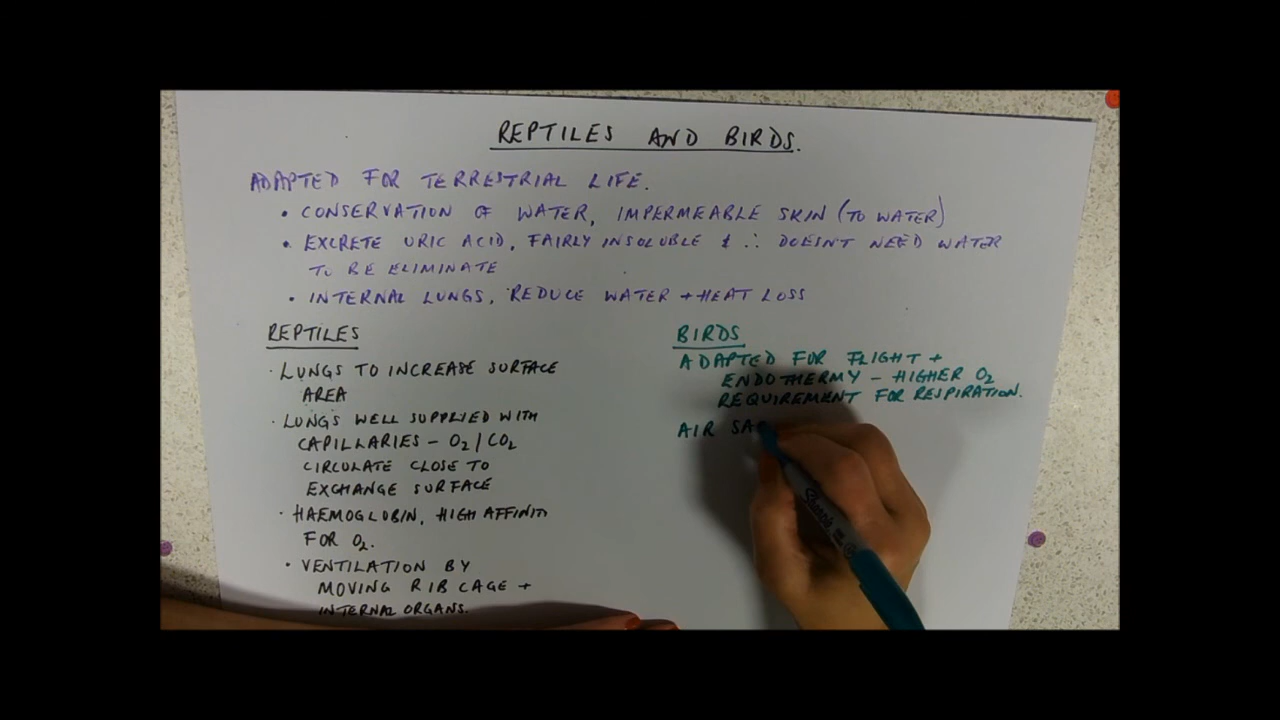 REPTILES AND BIRDS.
ADAPTED FOR TERRESTRIAL LIFE.
• CONSERVATION OF WATER, IMPERMEABLE SKIN (TO WATER)
• EXCRETE URIC ACID, FAIRLY INSOLUBLE & ∴ DOESN'T NEED WATER
TO BE ELIMINATE
• INTERNAL LUNGS, REDUCE WATER + HEAT LOSS
REPTILES
· LUNGS TO INCREASE SURFACE
AREA
· LUNGS WELL SUPPLIED WITH
CAPILLARIES – O2/CO2
CIRCULATE CLOSE TO
EXCHANGE SURFACE
· HAEMOGLOBIN, HIGH AFFINITY
FOR O2.
• VENTILATION BY
MOVING RIB CAGE +
INTERNAL ORGANS.
BIRDS
ADAPTED FOR FLIGHT +
ENDOTHERMY – HIGHER O2
REQUIREMENT FOR RESPIRATION.
AIR SAC
Sharpie